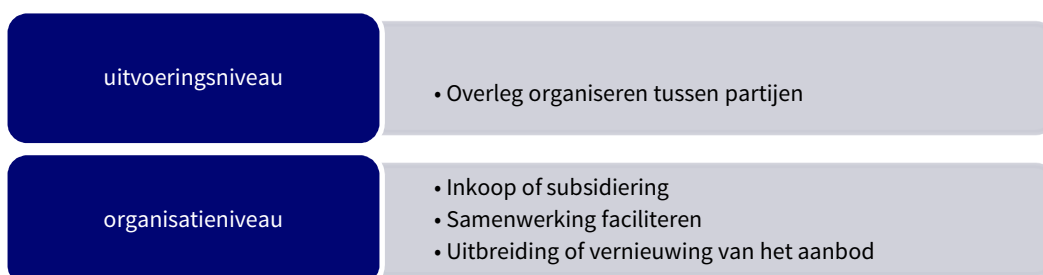 uitvoeringsniveau
• Overleg organiseren tussen partijen
organisatieniveau
• Inkoop of subsidiering
• Samenwerking faciliteren
• Uitbreiding of vernieuwing van het aanbod